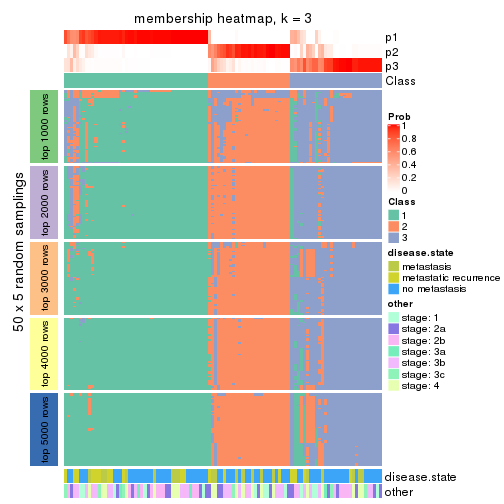 membership heatmap, k = 3
p1
p2
p3
Class
50 x 5 random samplings
top 1000 rows
top 2000 rows
top 3000 rows
top 4000 rows
top 5000 rows
disease.state
other
Prob
1
0.8
0.6
0.4
0.2
0
Class
1
2
3
disease.state
metastasis
metastatic recurrence
no metastasis
other
stage: 1
stage: 2a
stage: 2b
stage: 3a
stage: 3b
stage: 3c
stage: 4